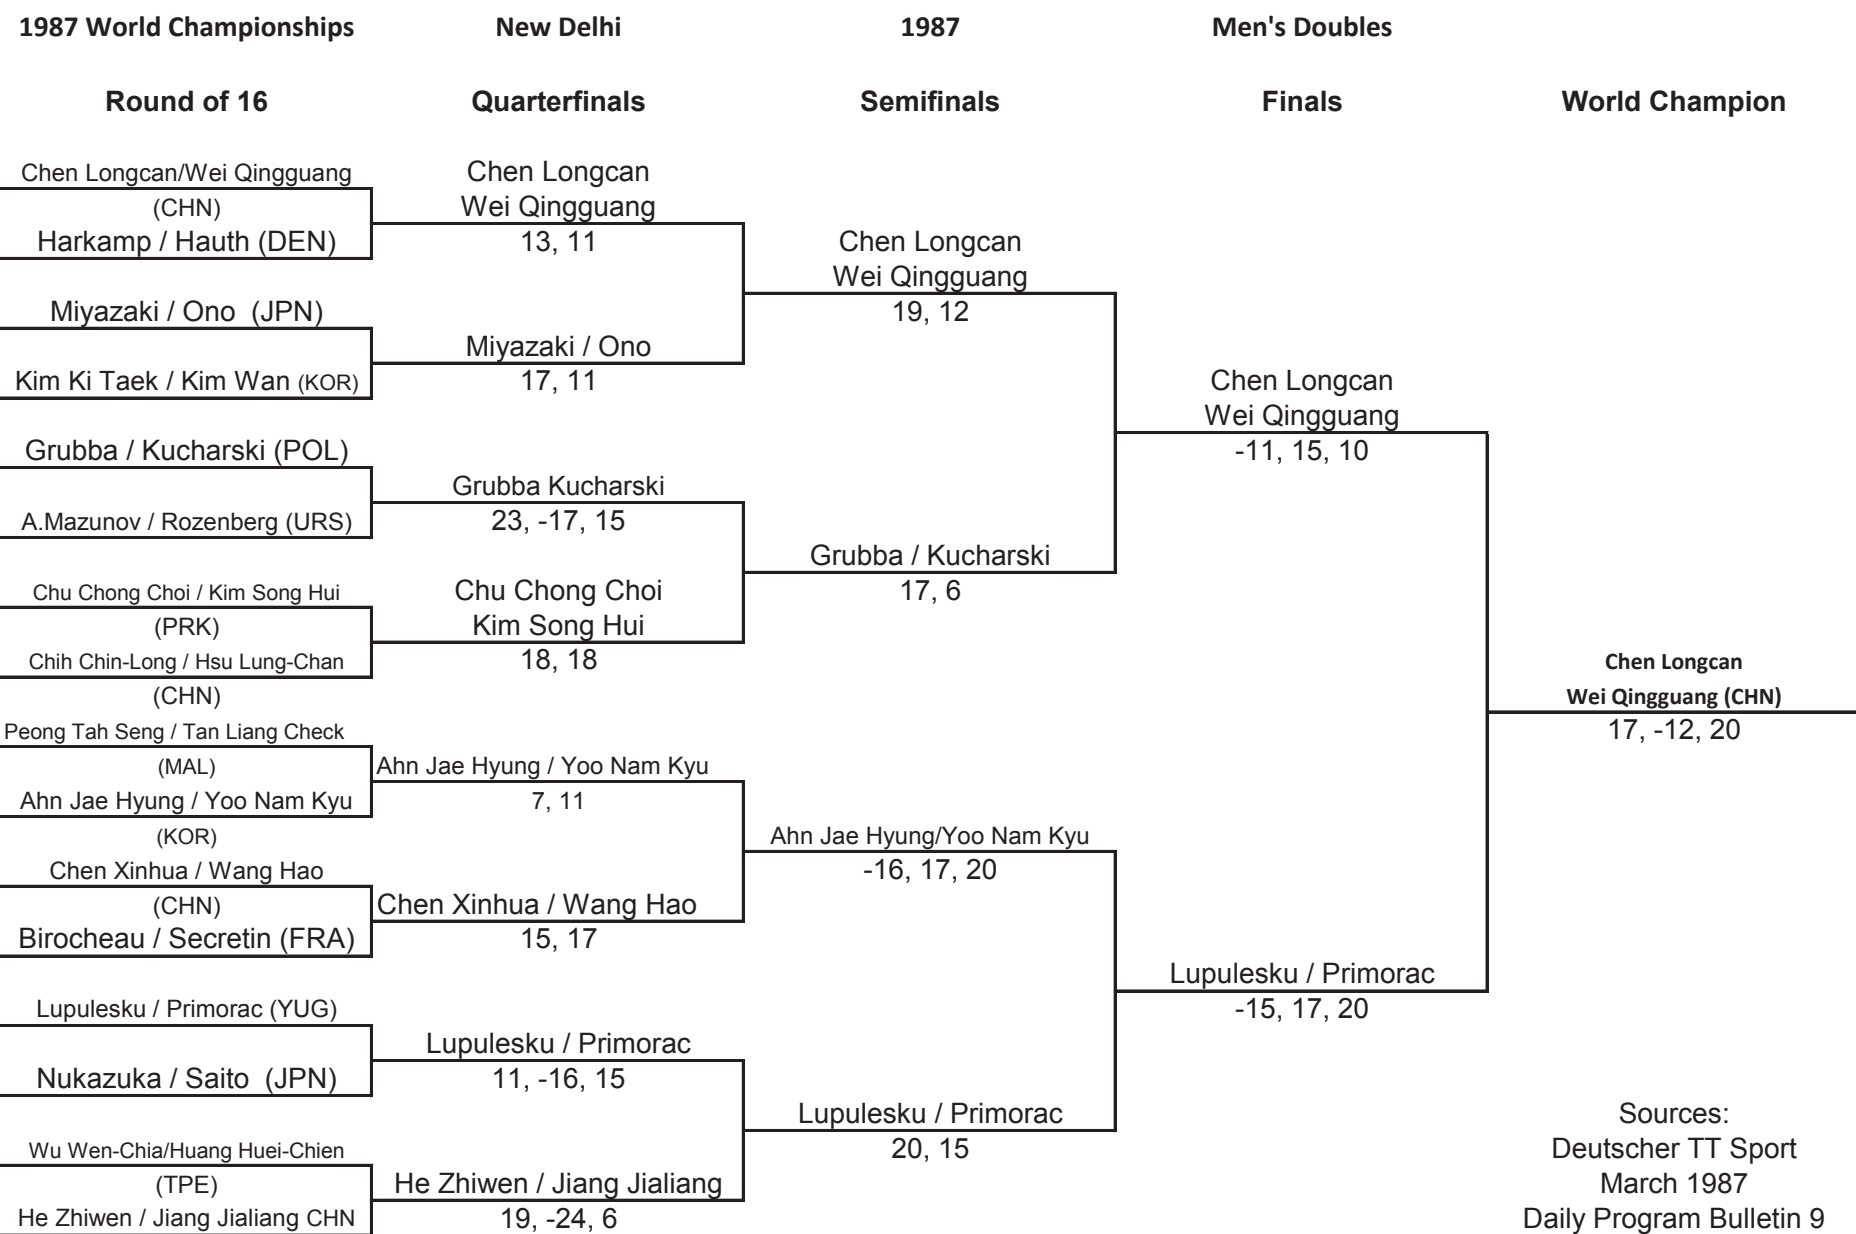 1987 World Championships New Delhi 1987 Men's Doubles
Round of 16 Quarterfinals Semifinals Finals World Champion
Chen Longcan/Wei Qingguang
(CHN)
Harkamp / Hauth (DEN)
Miyazaki / Ono (JPN)
Kim Ki Taek / Kim Wan (KOR)
Grubba / Kucharski (POL)
A.Mazunov / Rozenberg (URS)
Chu Chong Choi / Kim Song Hui
(PRK)
Chih Chin-Long / Hsu Lung-Chan
(CHN)
Peong Tah Seng / Tan Liang Check
(MAL)
Ahn Jae Hyung / Yoo Nam Kyu
(KOR)
Chen Xinhua / Wang Hao
(CHN)
Birocheau / Secretin (FRA)
Lupulesku / Primorac (YUG)
Nukazuka / Saito (JPN)
Wu Wen-Chia/Huang Huei-Chien
(TPE)
He Zhiwen / Jiang Jialiang CHN
Chen Longcan
Wei Qingguang
13, 11
Miyazaki / Ono
17, 11
Grubba Kucharski
23, -17, 15
Chu Chong Choi
Kim Song Hui
18, 18
Ahn Jae Hyung / Yoo Nam Kyu
7, 11
Chen Xinhua / Wang Hao
15, 17
Lupulesku / Primorac
11, -16, 15
He Zhiwen / Jiang Jialiang
19, -24, 6
Chen Longcan
Wei Qingguang
19, 12
Grubba / Kucharski
17, 6
Ahn Jae Hyung/Yoo Nam Kyu
-16, 17, 20
Lupulesku / Primorac
20, 15
Chen Longcan
Wei Qingguang
-11, 15, 10
Lupulesku / Primorac
-15, 17, 20
Chen Longcan
Wei Qingguang (CHN)
17, -12, 20
Sources:
Deutscher TT Sport
March 1987
Daily Program Bulletin 9